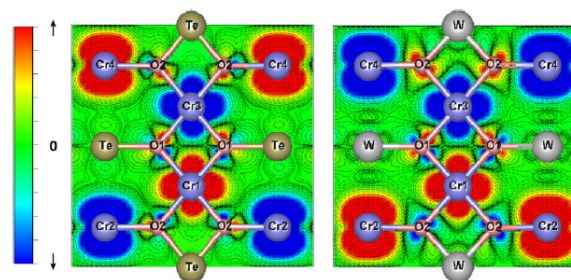 Te W
Cr4 O2 O2 Cr4 Cr4 O2 O2 Cr4
Cr3 Cr3
0 Te O1 O1 Te W O1 O1 W
Cr1 Cr1
Cr2 O2 O2 Cr2 Cr2 O2 O2 Cr2
Te W